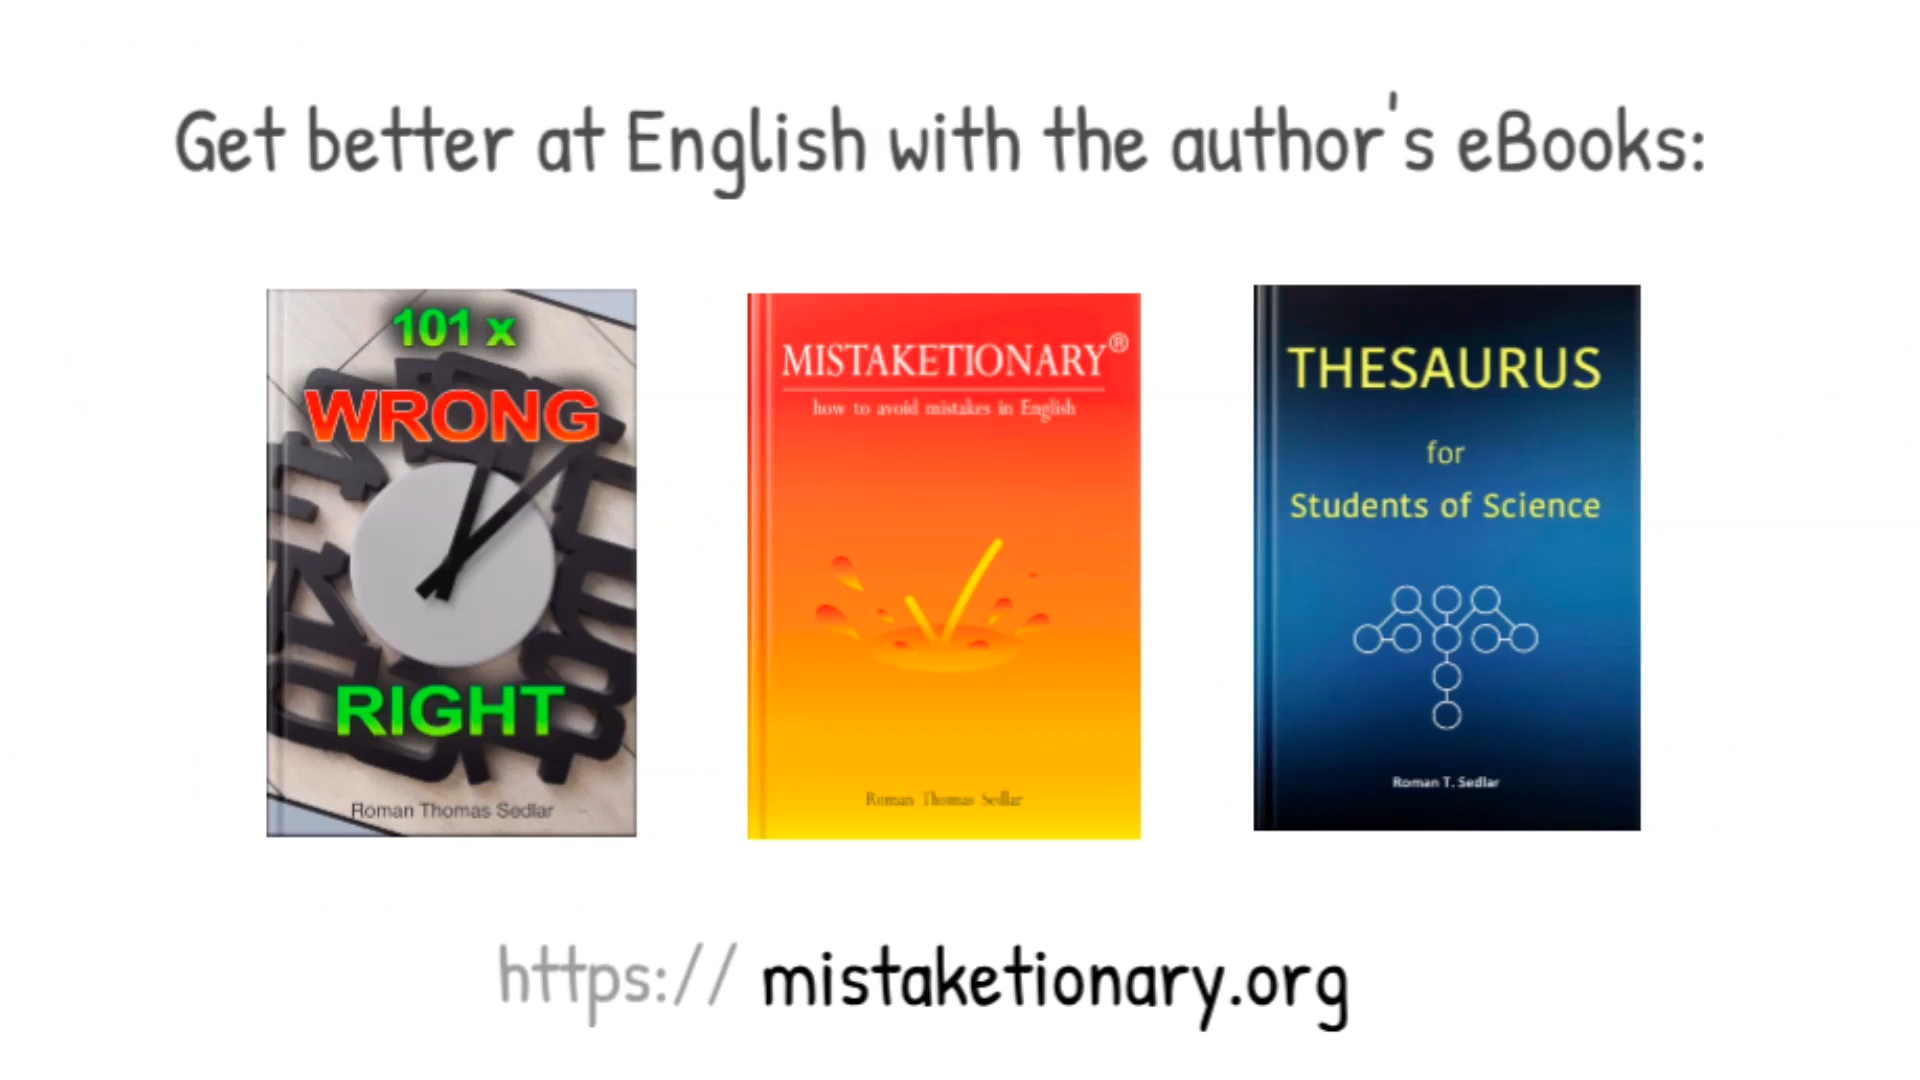 Get better at English with the author's eBooks:
101 x
WRONG
RIGHT
Roman Thomas Sedlar
MISTAKETIONARY®
how to avoid mistakes in English
Roman Thomas Sedlar
THESAURUS
for
Students of Science
Roman T. Sedlar
https:// mistaketionary.org